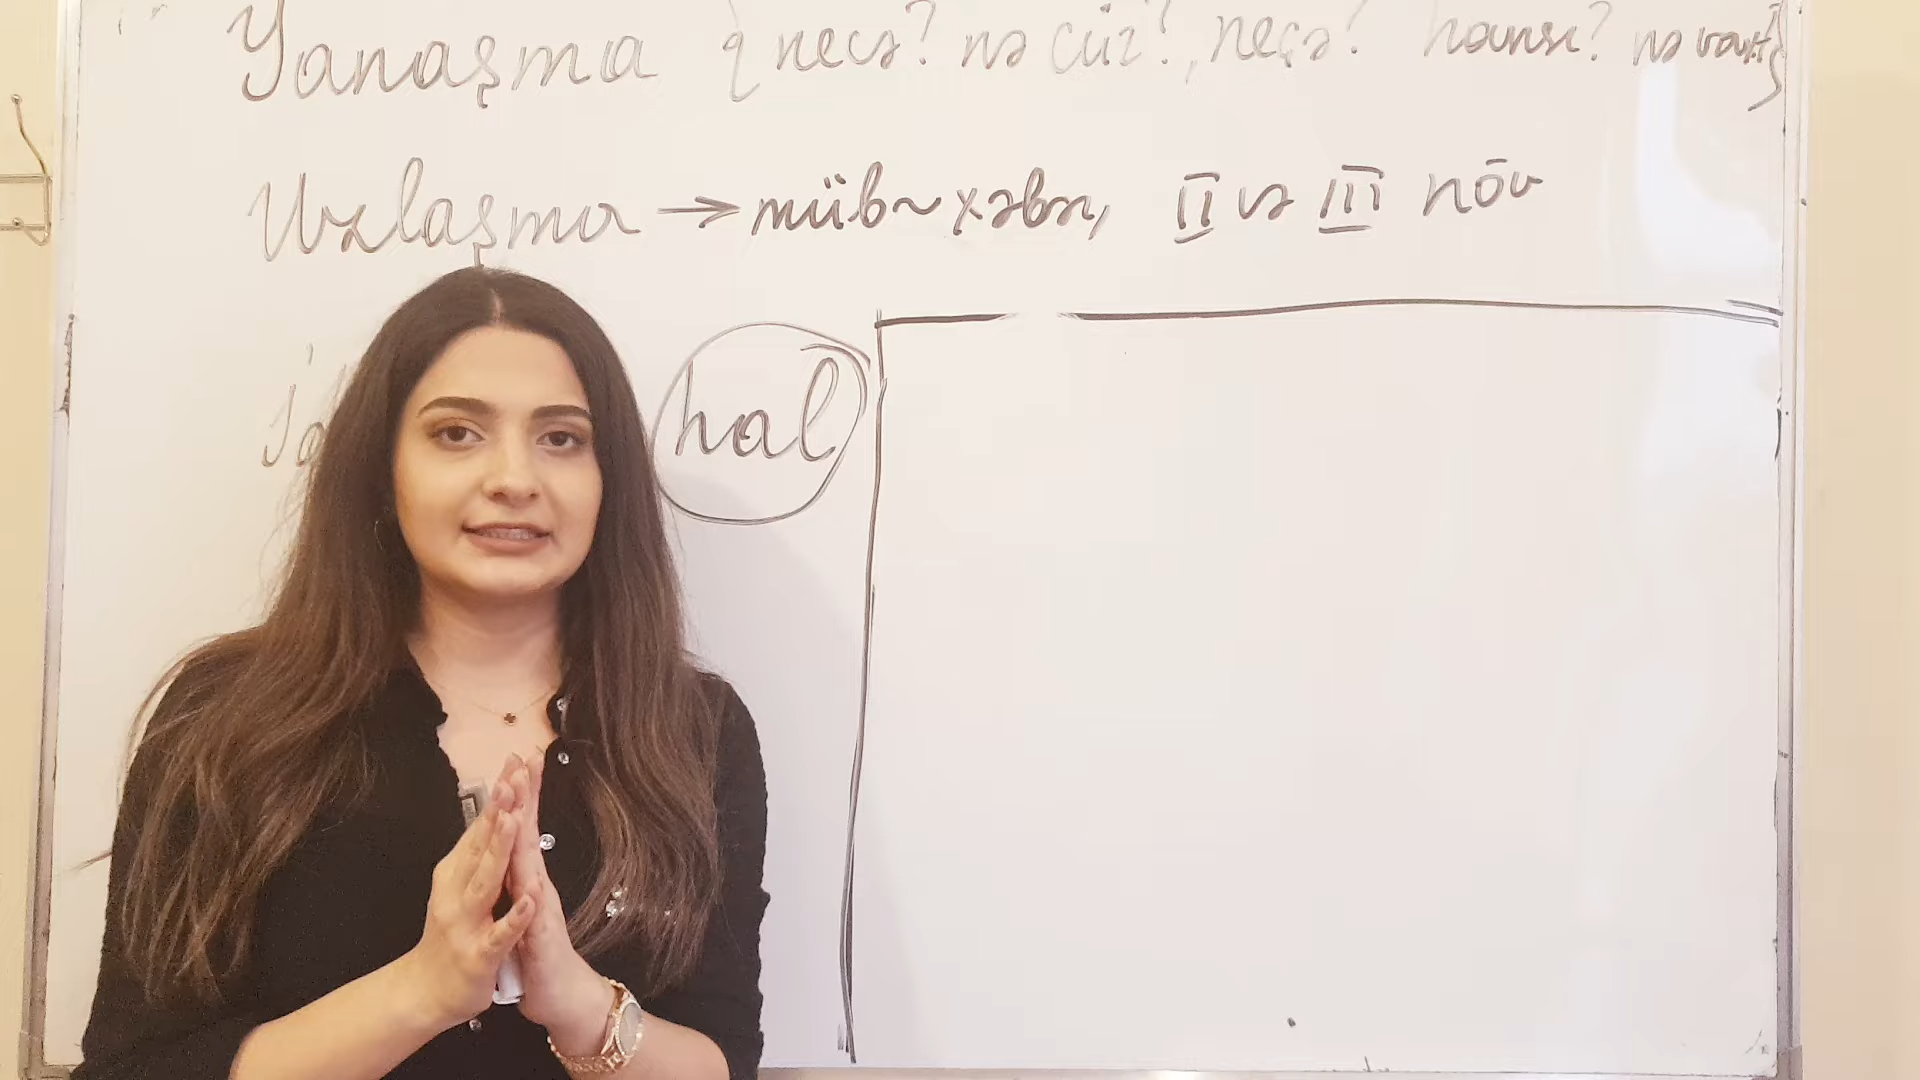 Yanaşma { necə? nə cür?, neçə? hansı? nə vaxt}
Uzlaşma → müb~xəbər, II və III növ
hal